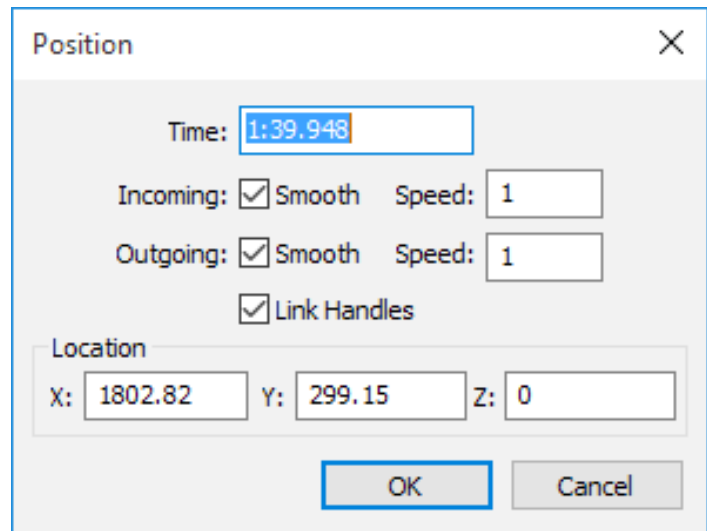 Position
Time: 1:39.948
Incoming: Smooth Speed: 1
Outgoing: Smooth Speed: 1
Link Handles
Location
X: 1802.82 Y: 299.15 Z: 0
OK Cancel